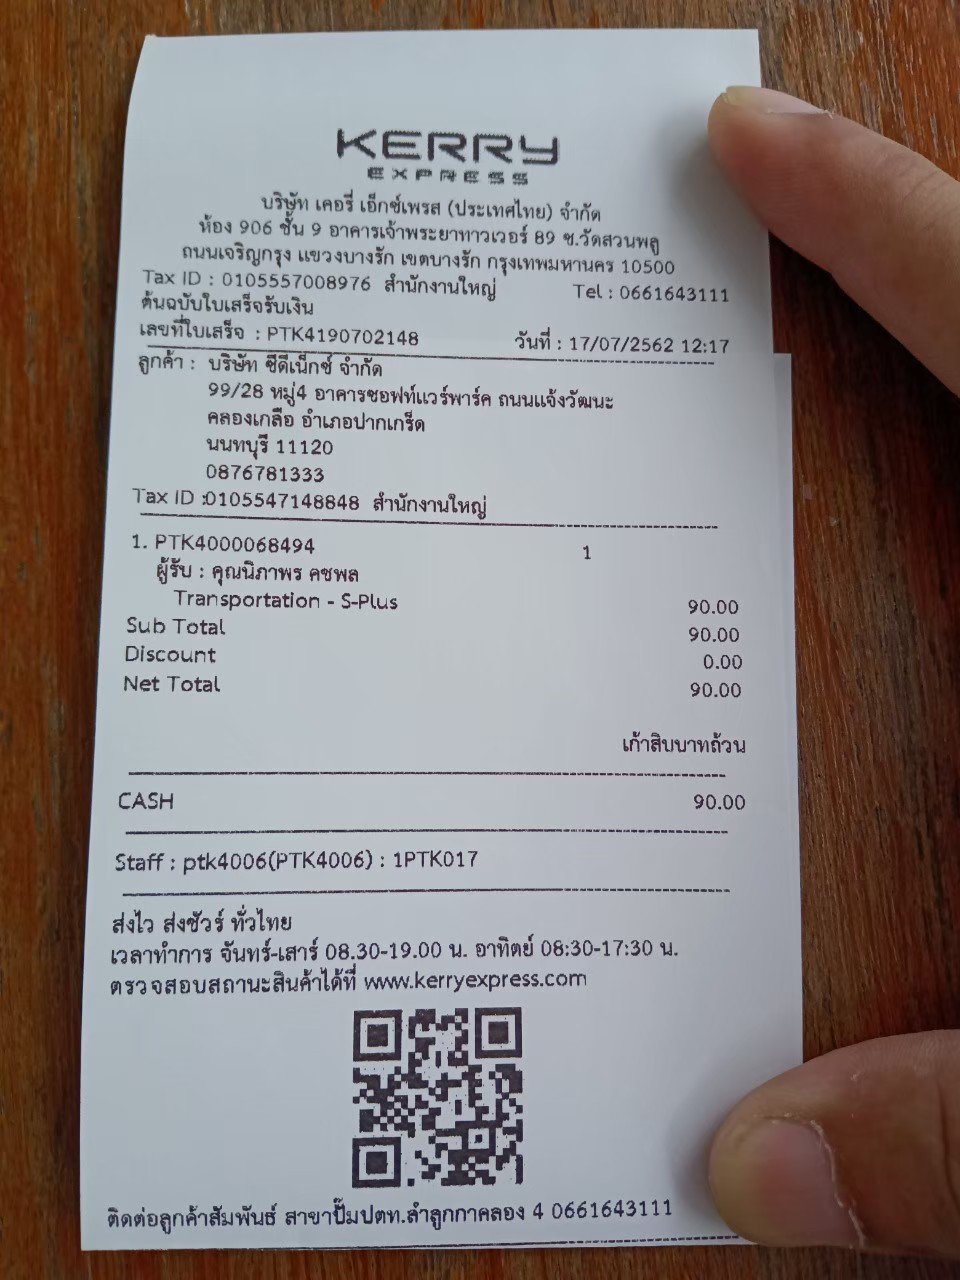 KERRY
EXPRESS
บริษัท เคอรี่ เอ็กซ์เพรส (ประเทศไทย) จำกัด
ห้อง 906 ชั้น 9 อาคารเจ้าพระยาทาวเวอร์ 89 ซ.วัดสวนพลู
ถนนเจริญกรุง แขวงบางรัก เขตบางรัก กรุงเทพมหานคร 10500
Tax ID : 0105557008976 สำนักงานใหญ่ Tel : 0661643111
ต้นฉบับใบเสร็จรับเงิน
เลขที่ใบเสร็จ : PTK4190702148 วันที่ : 17/07/2562 12:17
ลูกค้า : บริษัท ซีดีเน็กซ์ จำกัด
99/28 หมู่4 อาคารซอฟท์แวร์พาร์ค ถนนแจ้งวัฒนะ
คลองเกลือ อำเภอปากเกร็ด
นนทบุรี 11120
0876781333
Tax ID :0105547148848 สำนักงานใหญ่
1. PTK4000068494 1
ผู้รับ : คุณนิภาพร คชพล
Transportation - S-Plus 90.00
Sub Total 90.00
Discount 0.00
Net Total 90.00
เก้าสิบบาทถ้วน
CASH 90.00
Staff : ptk4006(PTK4006) : 1PTK017
ส่งไว ส่งชัวร์ ทั่วไทย
เวลาทำการ จันทร์-เสาร์ 08.30-19.00 น. อาทิตย์ 08:30-17:30 น.
ตรวจสอบสถานะสินค้าได้ที่ www.kerryexpress.com
ติดต่อลูกค้าสัมพันธ์ สาขาปั๊มปตท.ลำลูกกาคลอง 4 0661643111